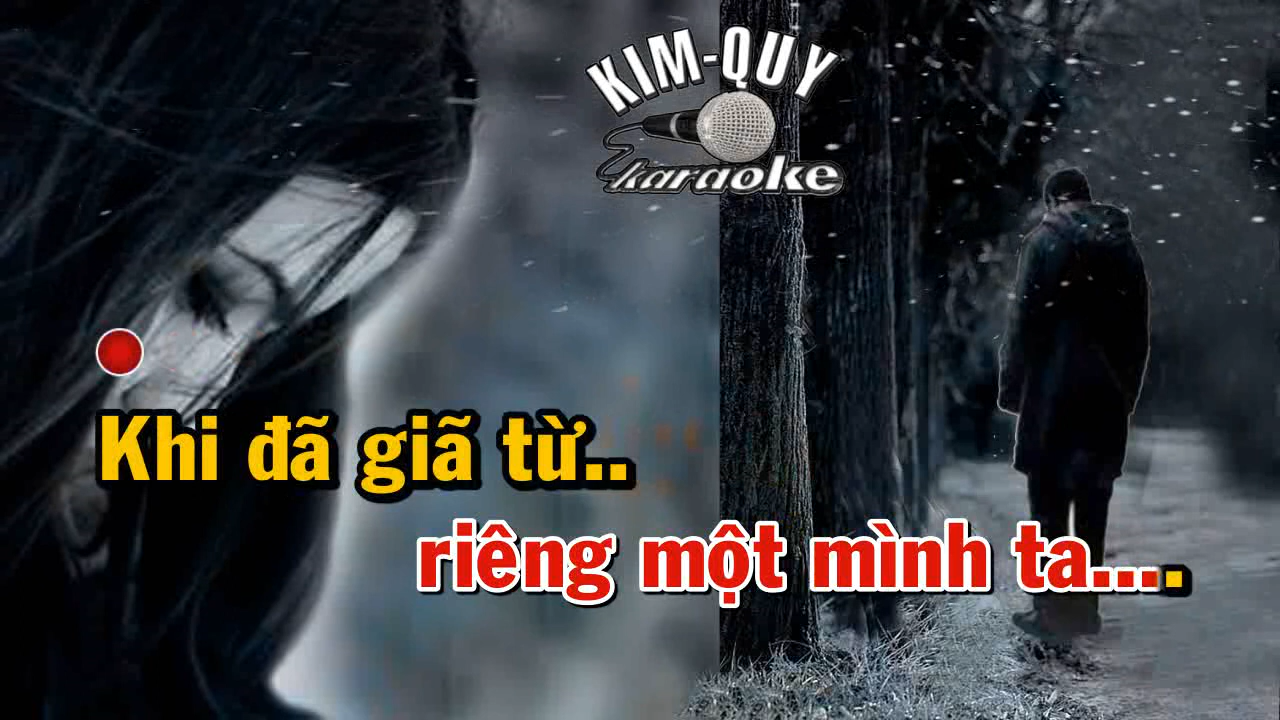 KIM-QUY
karaoke
Khi đã giã từ..
riêng một mình ta....